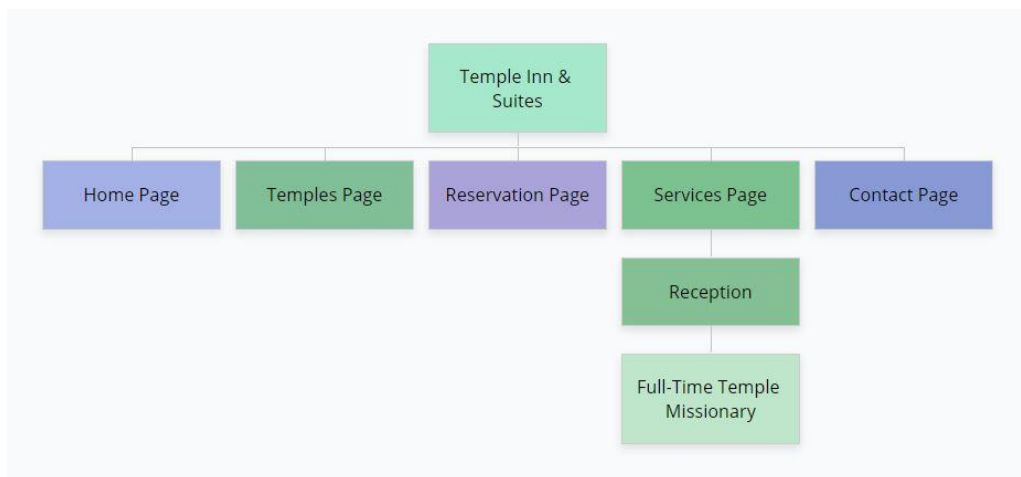 Temple Inn &
Suites
Home Page
Temples Page
Reservation Page
Services Page
Contact Page
Reception
Full-Time Temple
Missionary